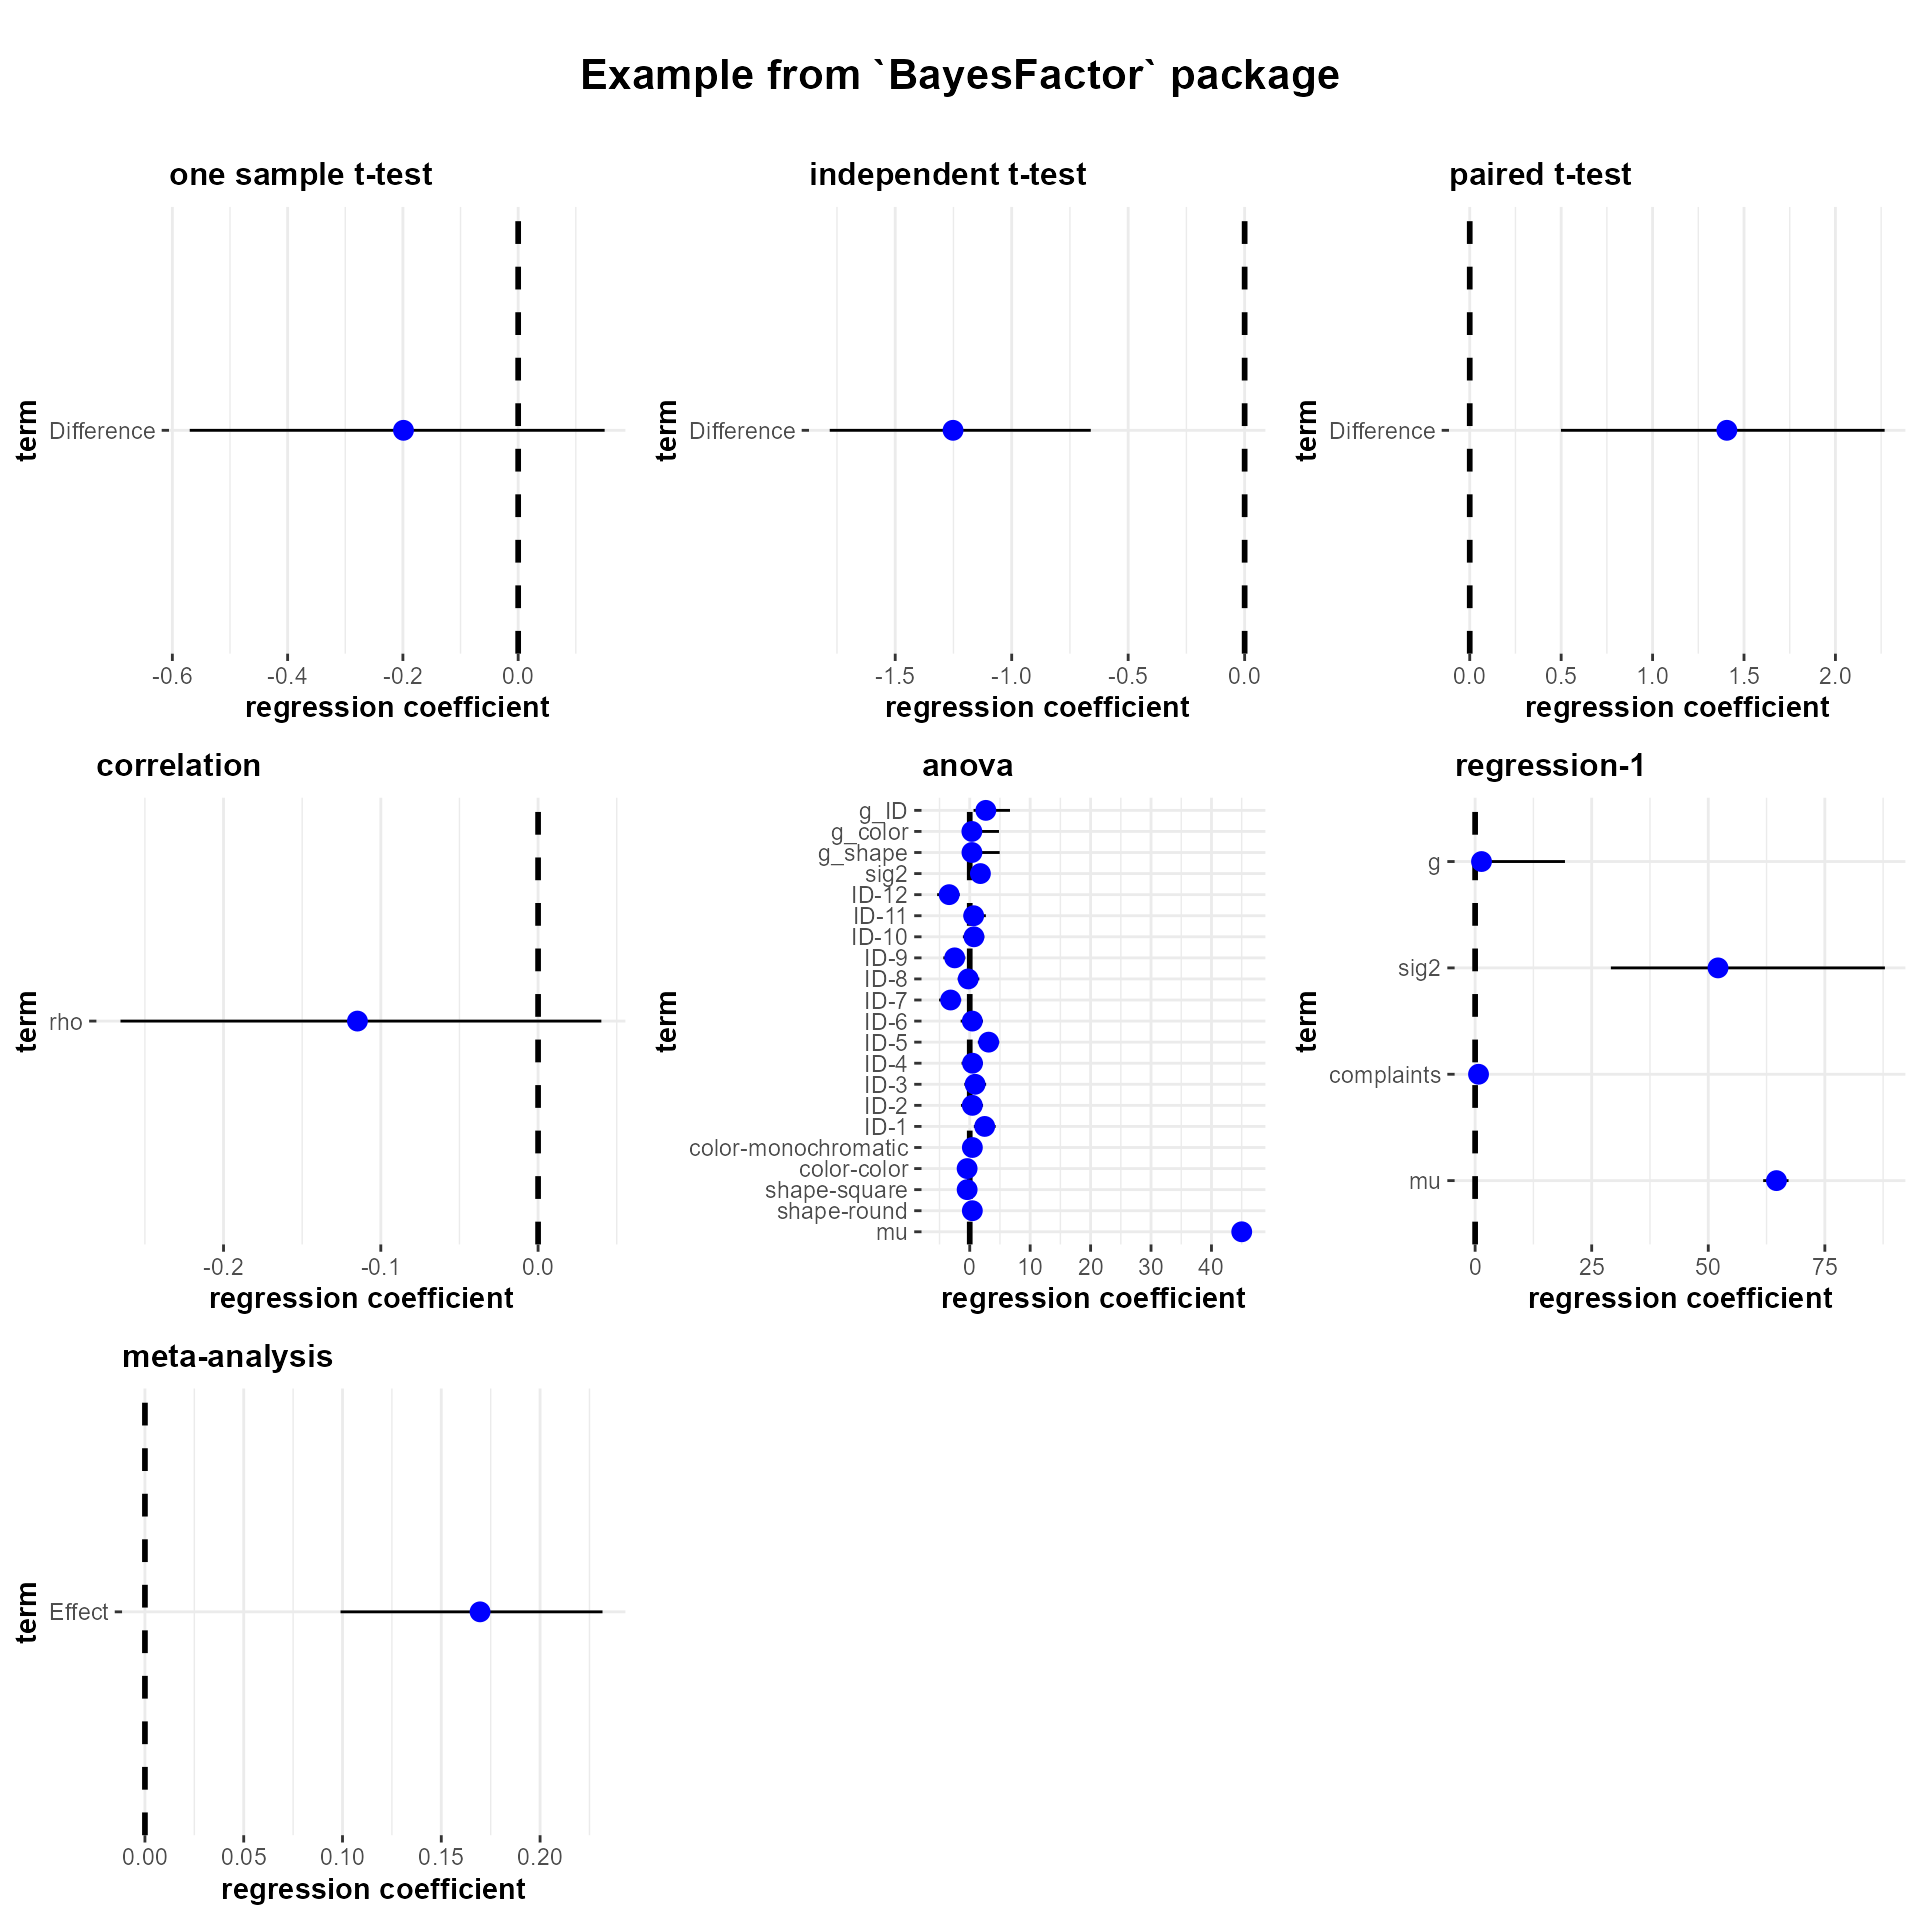 Example from `BayesFactor` package
one sample t-test
term
Difference
-0.6 -0.4 -0.2 0.0
regression coefficient
independent t-test
term
Difference
-1.5 -1.0 -0.5 0.0
regression coefficient
paired t-test
term
Difference
0.0 0.5 1.0 1.5 2.0
regression coefficient
correlation
term
rho
-0.2 -0.1 0.0
regression coefficient
anova
term
g_ID
g_color
g_shape
sig2
ID-12
ID-11
ID-10
ID-9
ID-8
ID-7
ID-6
ID-5
ID-4
ID-3
ID-2
ID-1
color-monochromatic
color-color
shape-square
shape-round
mu
0 10 20 30 40
regression coefficient
regression-1
term
g
sig2
complaints
mu
0 25 50 75
regression coefficient
meta-analysis
term
Effect
0.00 0.05 0.10 0.15 0.20
regression coefficient